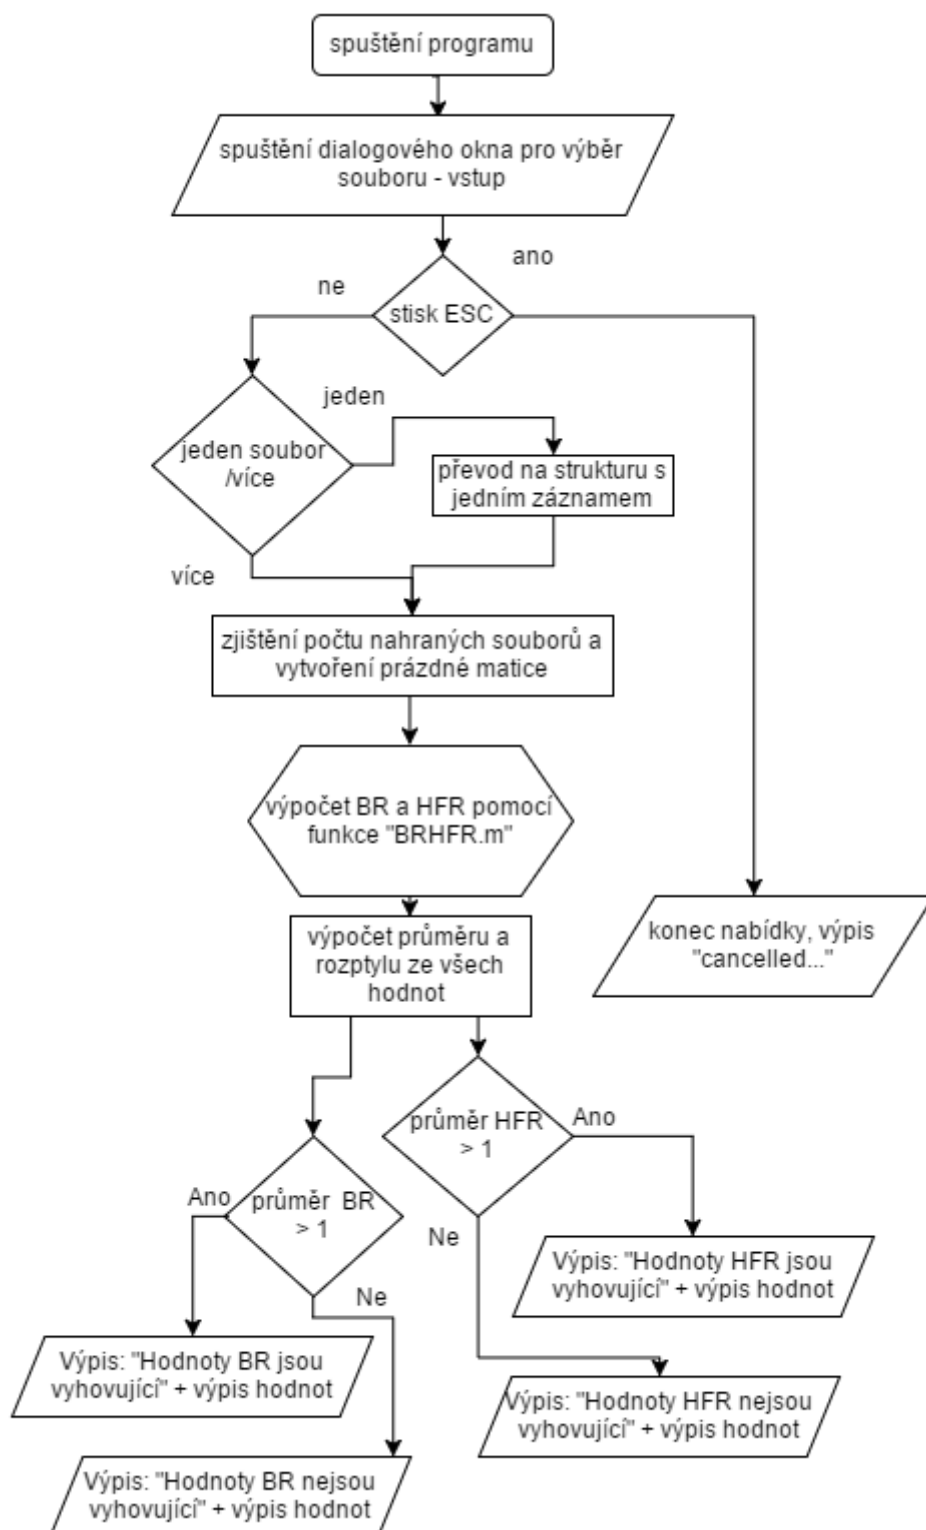 spuštění programu
spuštění dialogového okna pro výběr
souboru - vstup
ano
ne
stisk ESC
jeden
jeden soubor
/více
převod na strukturu s
jedním záznamem
více
zjištění počtu nahraných souborů a
vytvoření prázdné matice
výpočet BR a HFR pomocí
funkce "BRHFR.m"
výpočet průměru a
rozptylu ze všech
hodnot
konec nabídky, výpis
"cancelled..."
průměr HFR
> 1
Ano
Ne
Ano
průměr BR
> 1
Ne
Výpis: "Hodnoty HFR jsou
vyhovující" + výpis hodnot
Výpis: "Hodnoty BR jsou
vyhovující" + výpis hodnot
Výpis: "Hodnoty HFR nejsou
vyhovující" + výpis hodnot
Výpis: "Hodnoty BR nejsou
vyhovující" + výpis hodnot